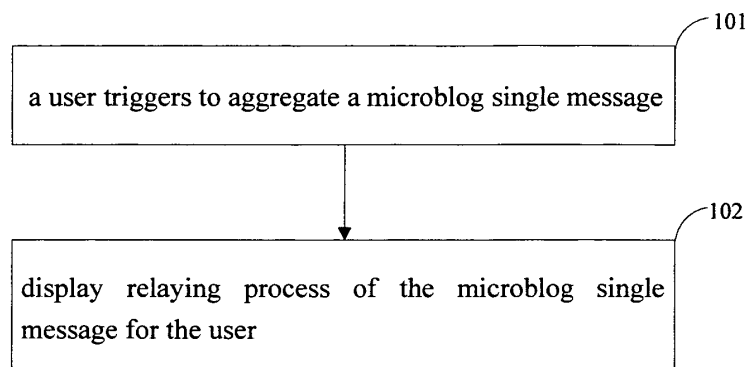 101
a user triggers to aggregate a microblog single message
102
display relaying process of the microblog single
message for the user